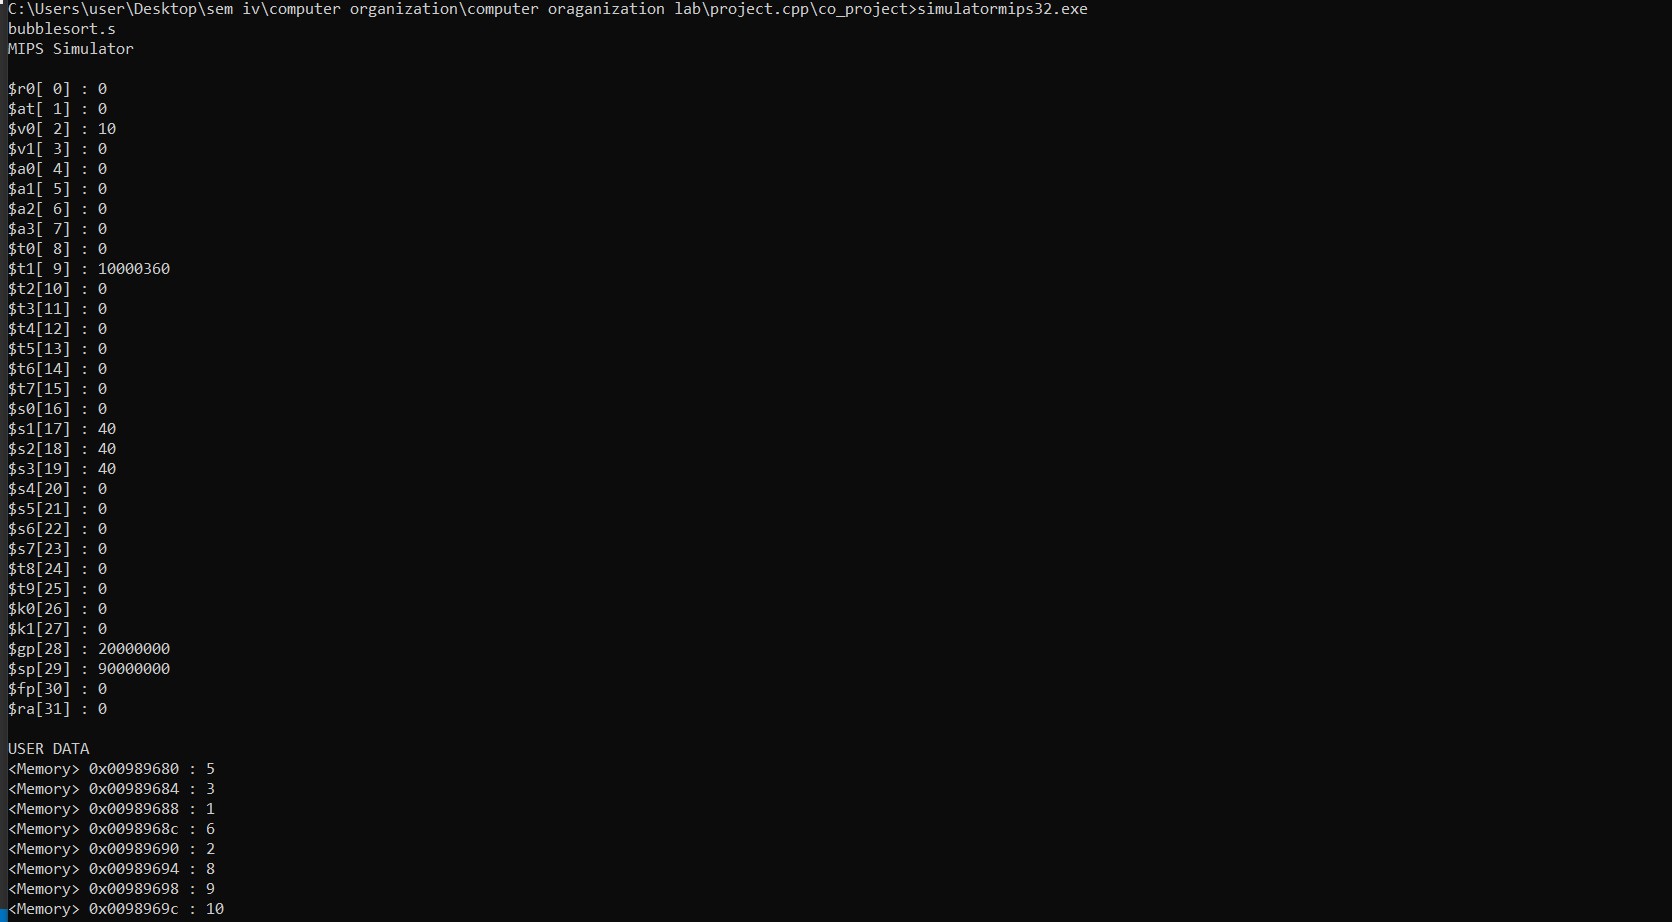 C:\Users\user\Desktop\sem iv\computer organization\computer oraganization lab\project.cpp\co_project>simulatormips32.exe
bubblesort.s
MIPS Simulator
$r0[ 0] : 0
$at[ 1] : 0
$v0[ 2] : 10
$v1[ 3] : 0
$a0[ 4] : 0
$a1[ 5] : 0
$a2[ 6] : 0
$a3[ 7] : 0
$t0[ 8] : 0
$t1[ 9] : 10000360
$t2[10] : 0
$t3[11] : 0
$t4[12] : 0
$t5[13] : 0
$t6[14] : 0
$t7[15] : 0
$s0[16] : 0
$s1[17] : 40
$s2[18] : 40
$s3[19] : 40
$s4[20] : 0
$s5[21] : 0
$s6[22] : 0
$s7[23] : 0
$t8[24] : 0
$t9[25] : 0
$k0[26] : 0
$k1[27] : 0
$gp[28] : 20000000
$sp[29] : 90000000
$fp[30] : 0
$ra[31] : 0
USER DATA
<Memory> 0x00989680 : 5
<Memory> 0x00989684 : 3
<Memory> 0x00989688 : 1
<Memory> 0x0098968c : 6
<Memory> 0x00989690 : 2
<Memory> 0x00989694 : 8
<Memory> 0x00989698 : 9
<Memory> 0x0098969c : 10